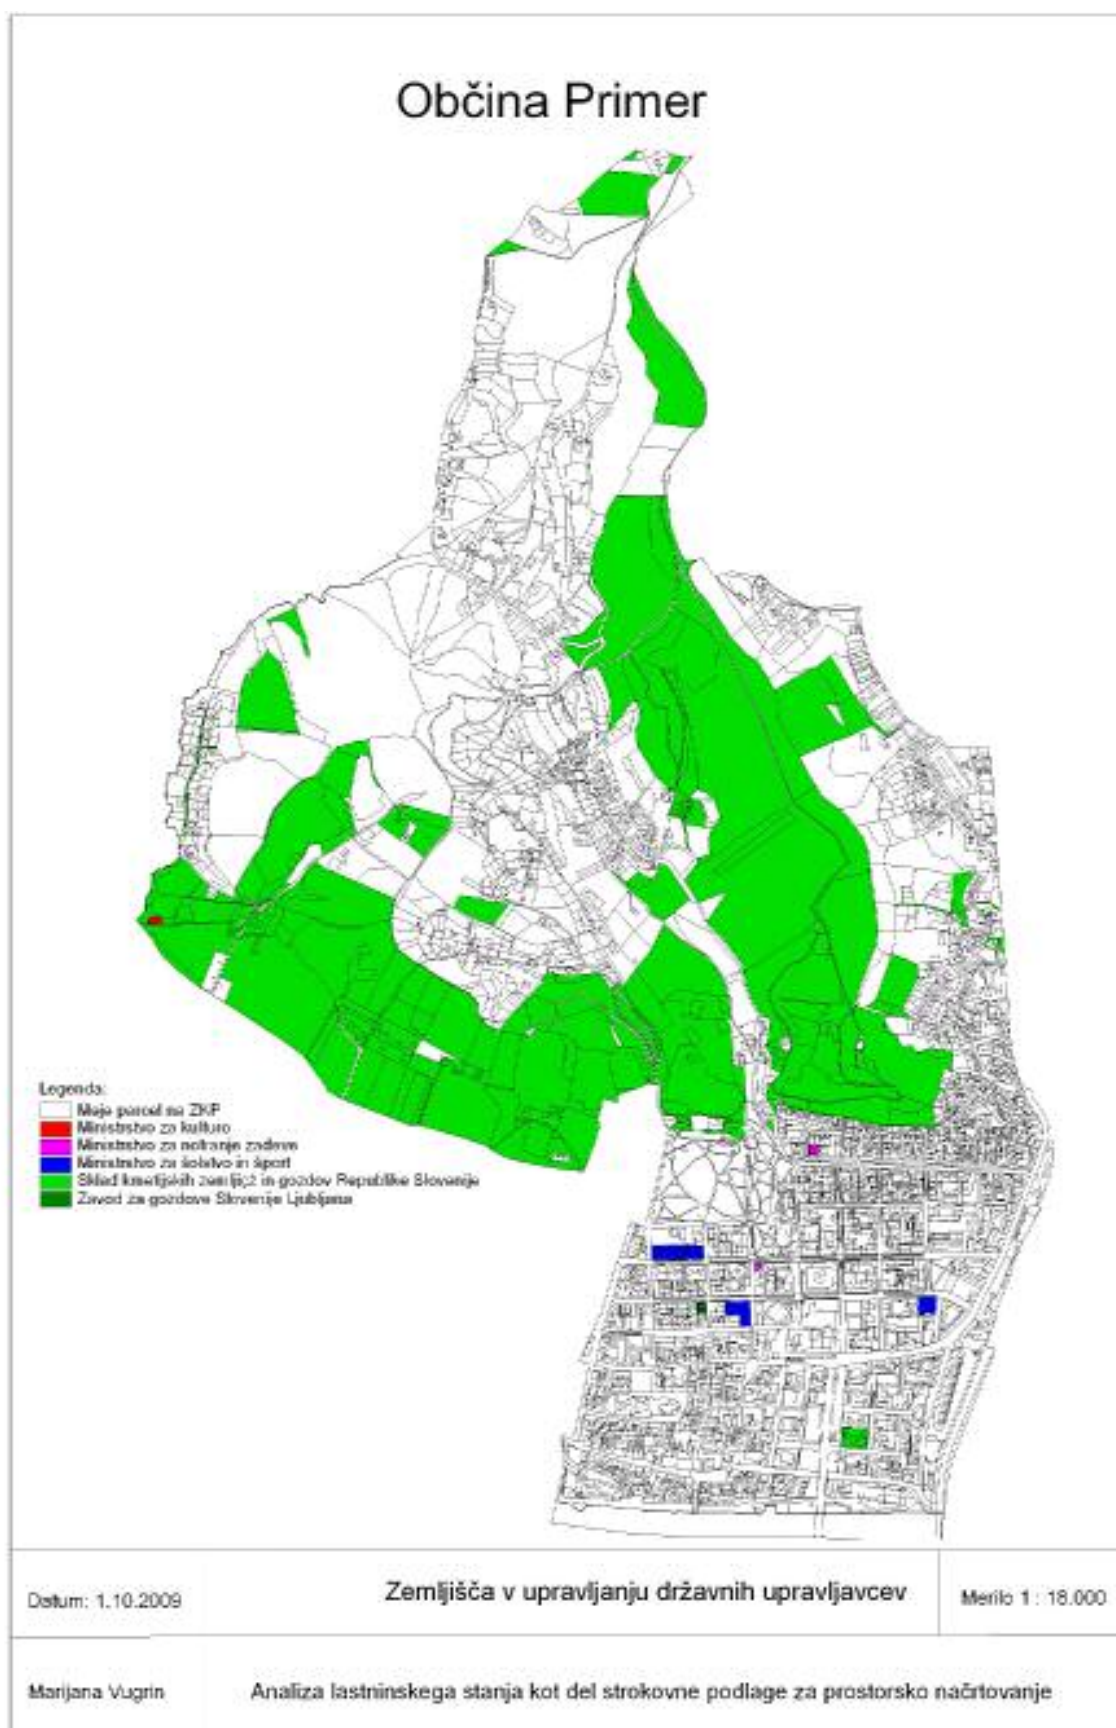 Občina Primer
Legenda:
Meje parcel na ZKP
Ministrstvo za kulturo
Ministrstvo za notranje zadeve
Ministrstvo za šolstvo in šport
Sklad kmetijskih zemljišč in gozdov Republike Slovenije
Zavod za gozdove Slovenije Ljubljana
Datum: 1.10.2009
Zemljišča v upravljanju državnih upravljavcev
Merilo 1 : 18.000
Marijana Vugrin
Analiza lastninskega stanja kot del strokovne podlage za prostorsko načrtovanje